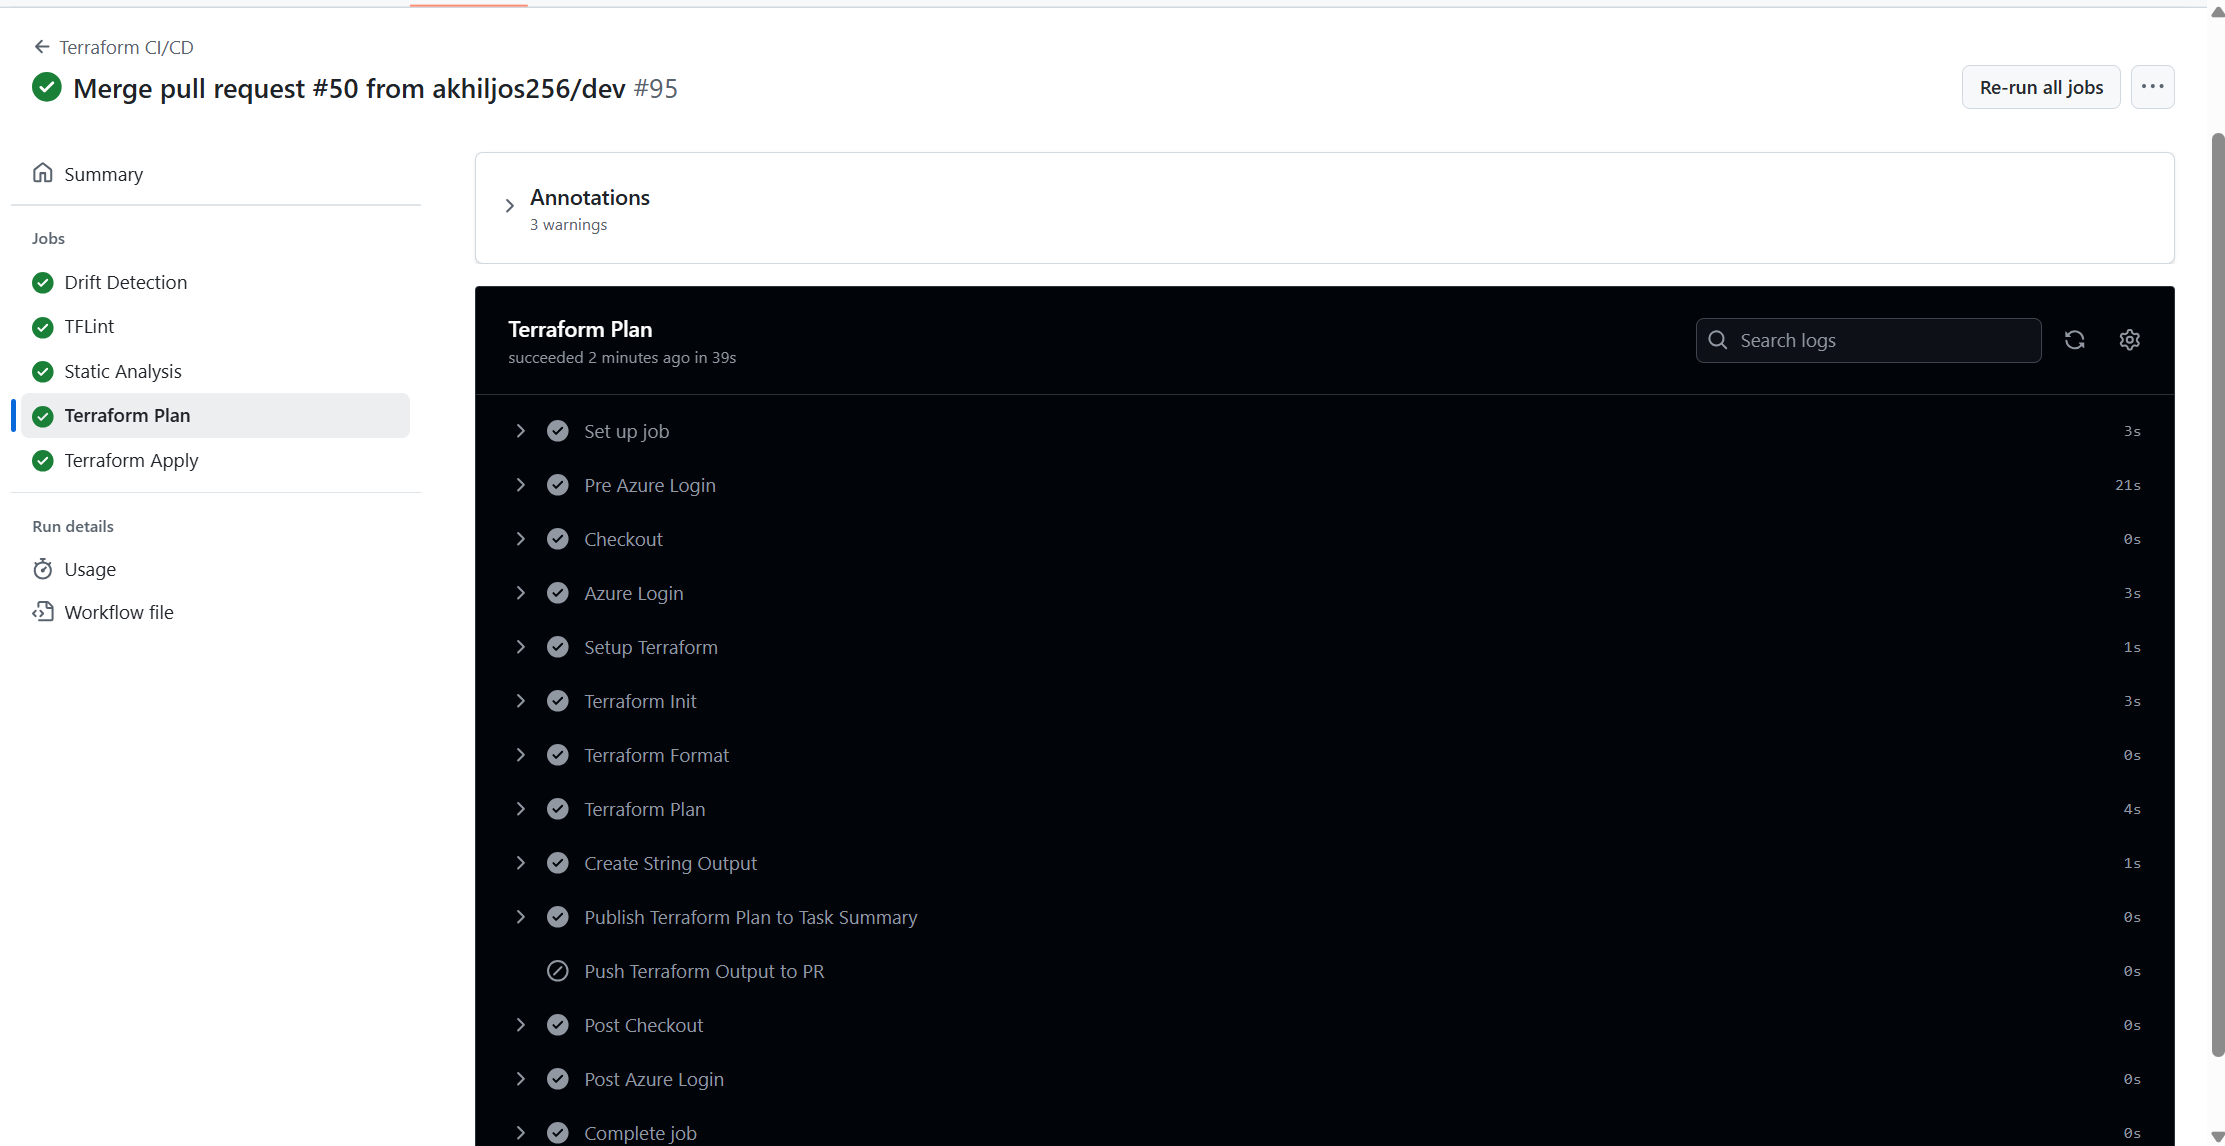 Terraform CI/CD
Merge pull request #50 from akhiljos256/dev #95
Re-run all jobs
Summary
Jobs
Drift Detection
TFLint
Static Analysis
Terraform Plan
Terraform Apply
Run details
Usage
Workflow file
Annotations
3 warnings
Terraform Plan
succeeded 2 minutes ago in 39s
Search logs
Set up job 3s
Pre Azure Login 21s
Checkout 0s
Azure Login 3s
Setup Terraform 1s
Terraform Init 3s
Terraform Format 0s
Terraform Plan 4s
Create String Output 1s
Publish Terraform Plan to Task Summary 0s
Push Terraform Output to PR 0s
Post Checkout 0s
Post Azure Login 0s
Complete job 0s